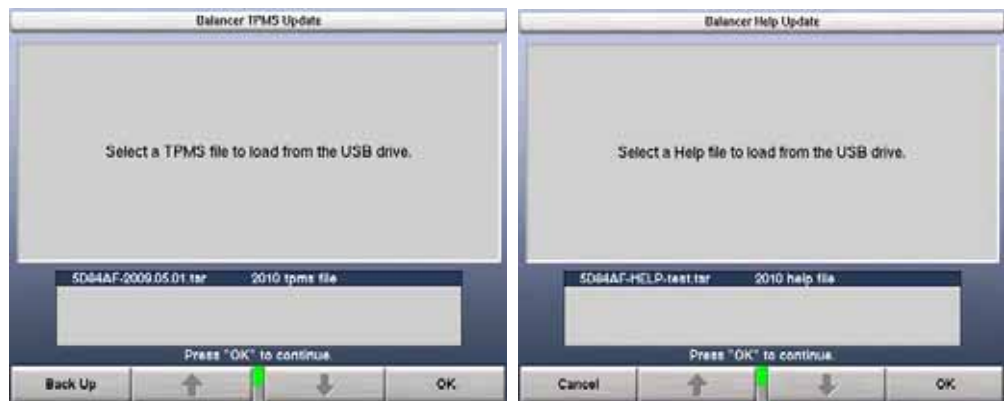 Balancer TPMS Update
Select a TPMS file to load from the USB drive.
5D84AF-2009.05.01.tar 2010 tpms file
Press "OK" to continue.
Back Up OK
Balancer Help Update
Select a Help file to load from the USB drive.
5D84AF-HELP-test.tar 2010 help file
Press "OK" to continue.
Cancel OK